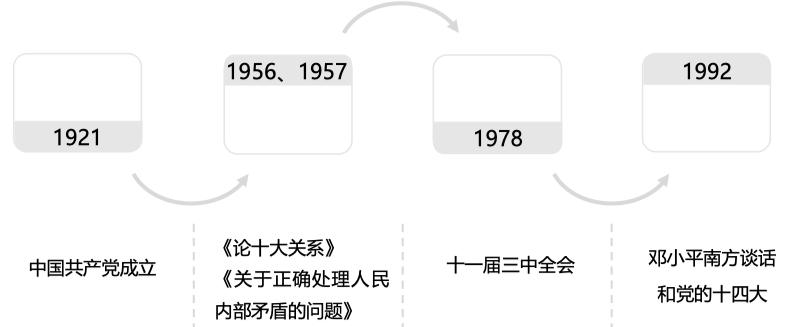 1921
1956、1957
1978
1992
中国共产党成立
《论十大关系》
《关于正确处理人民
内部矛盾的问题》
十一届三中全会
邓小平南方谈话
和党的十四大